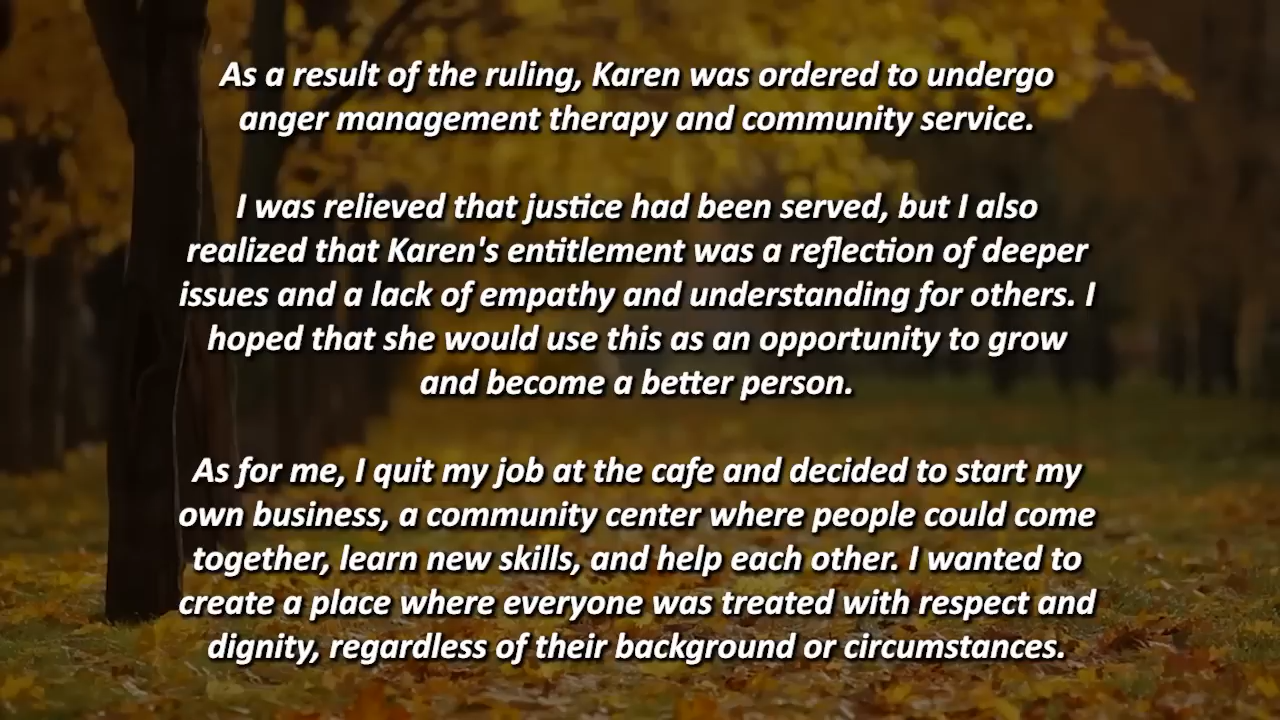 As a result of the ruling, Karen was ordered to undergo
anger management therapy and community service.
I was relieved that justice had been served, but I also
realized that Karen's entitlement was a reflection of deeper
issues and a lack of empathy and understanding for others. I
hoped that she would use this as an opportunity to grow
and become a better person.
As for me, I quit my job at the cafe and decided to start my
own business, a community center where people could come
together, learn new skills, and help each other. I wanted to
create a place where everyone was treated with respect and
dignity, regardless of their background or circumstances.